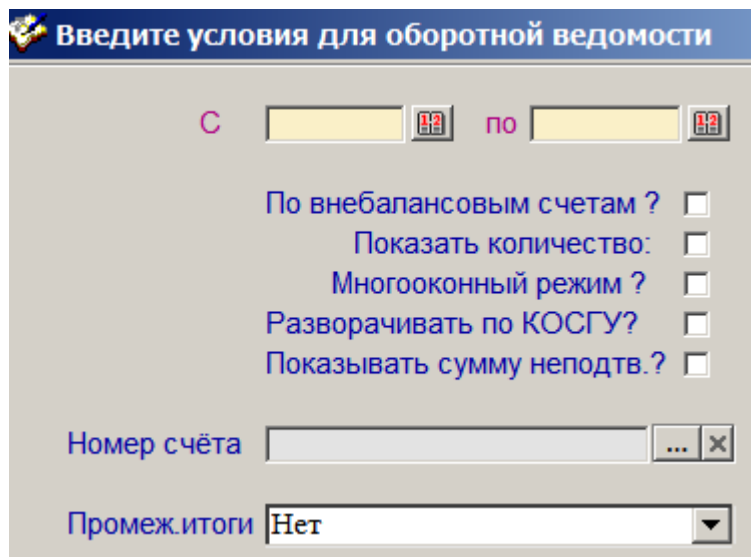 Введите условия для оборотной ведомости
С по
По внебалансовым счетам ?
Показать количество:
Многооконный режим ?
Разворачивать по КОСГУ?
Показывать сумму неподтв.?
Номер счёта ...
Промеж.итоги Нет